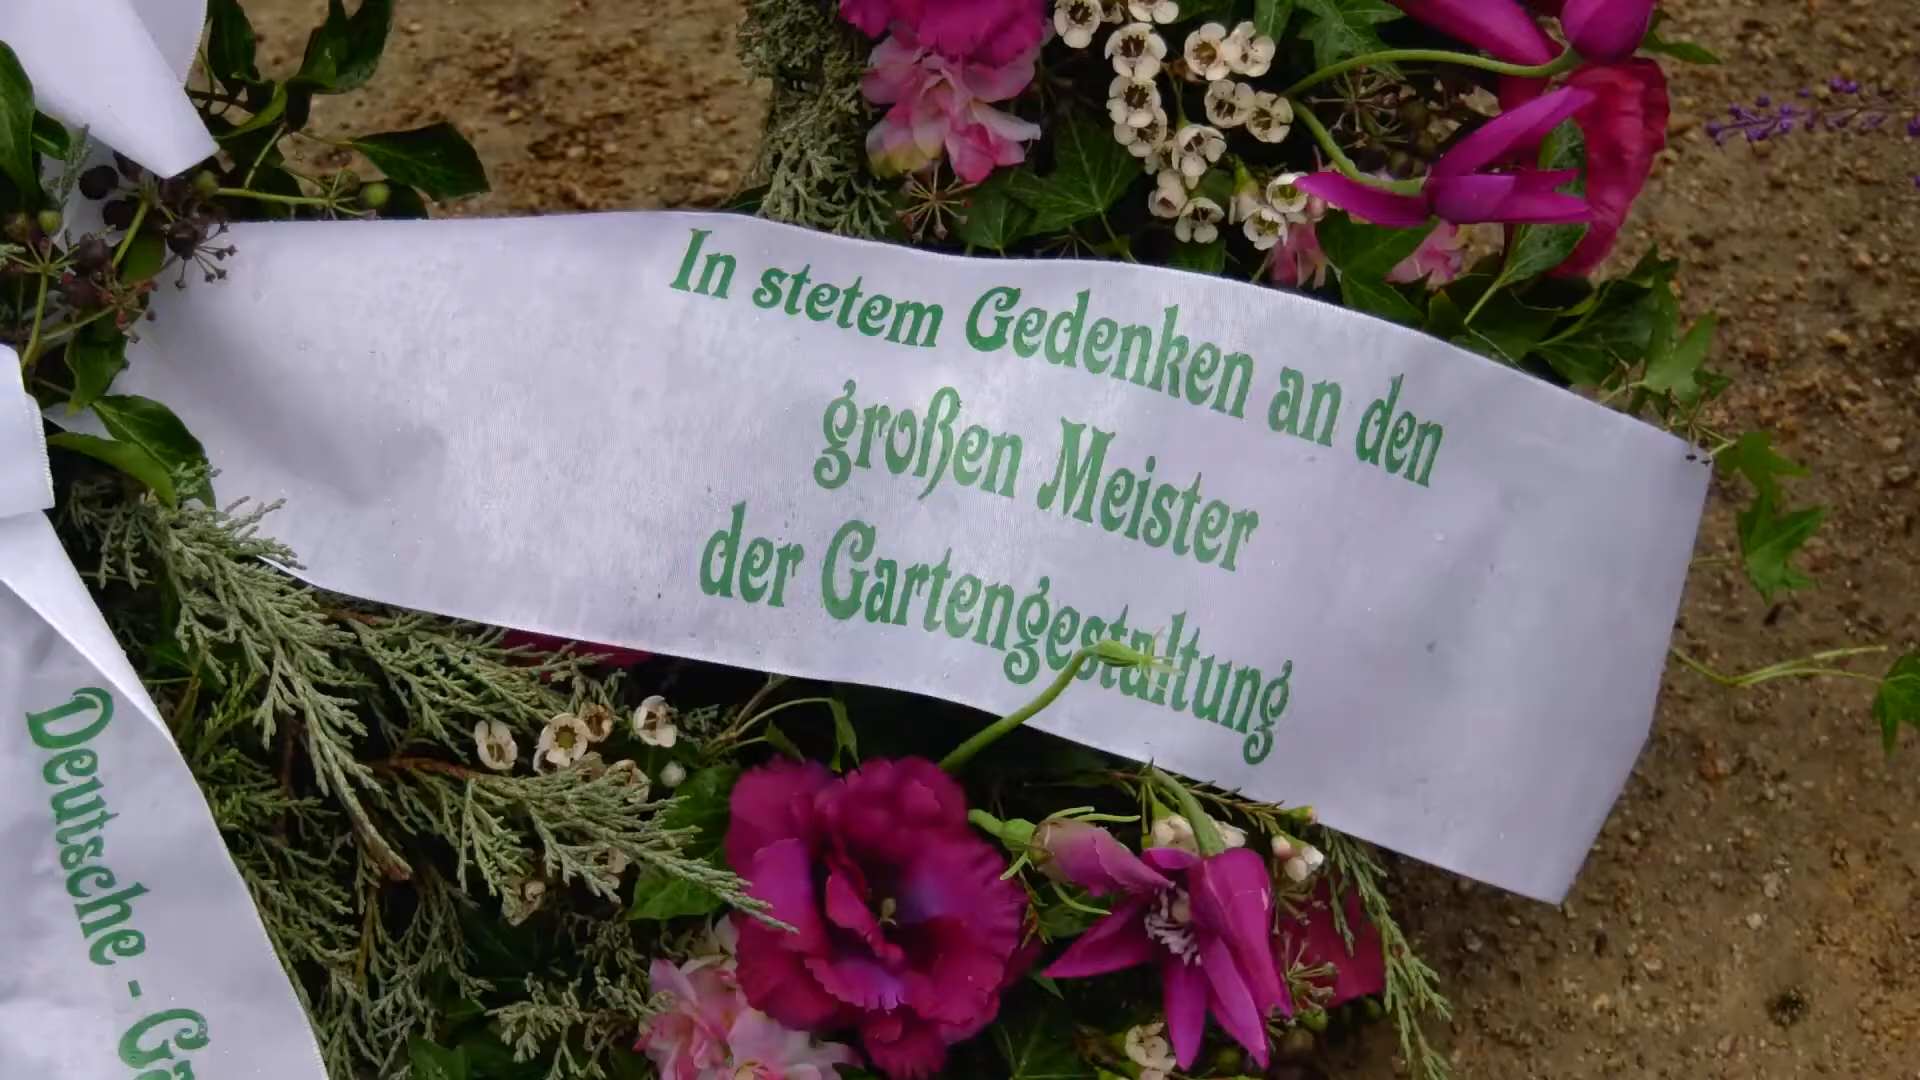 In stetem Gedenken an den
großen Meister
der Gartengestaltung
Deutsche -